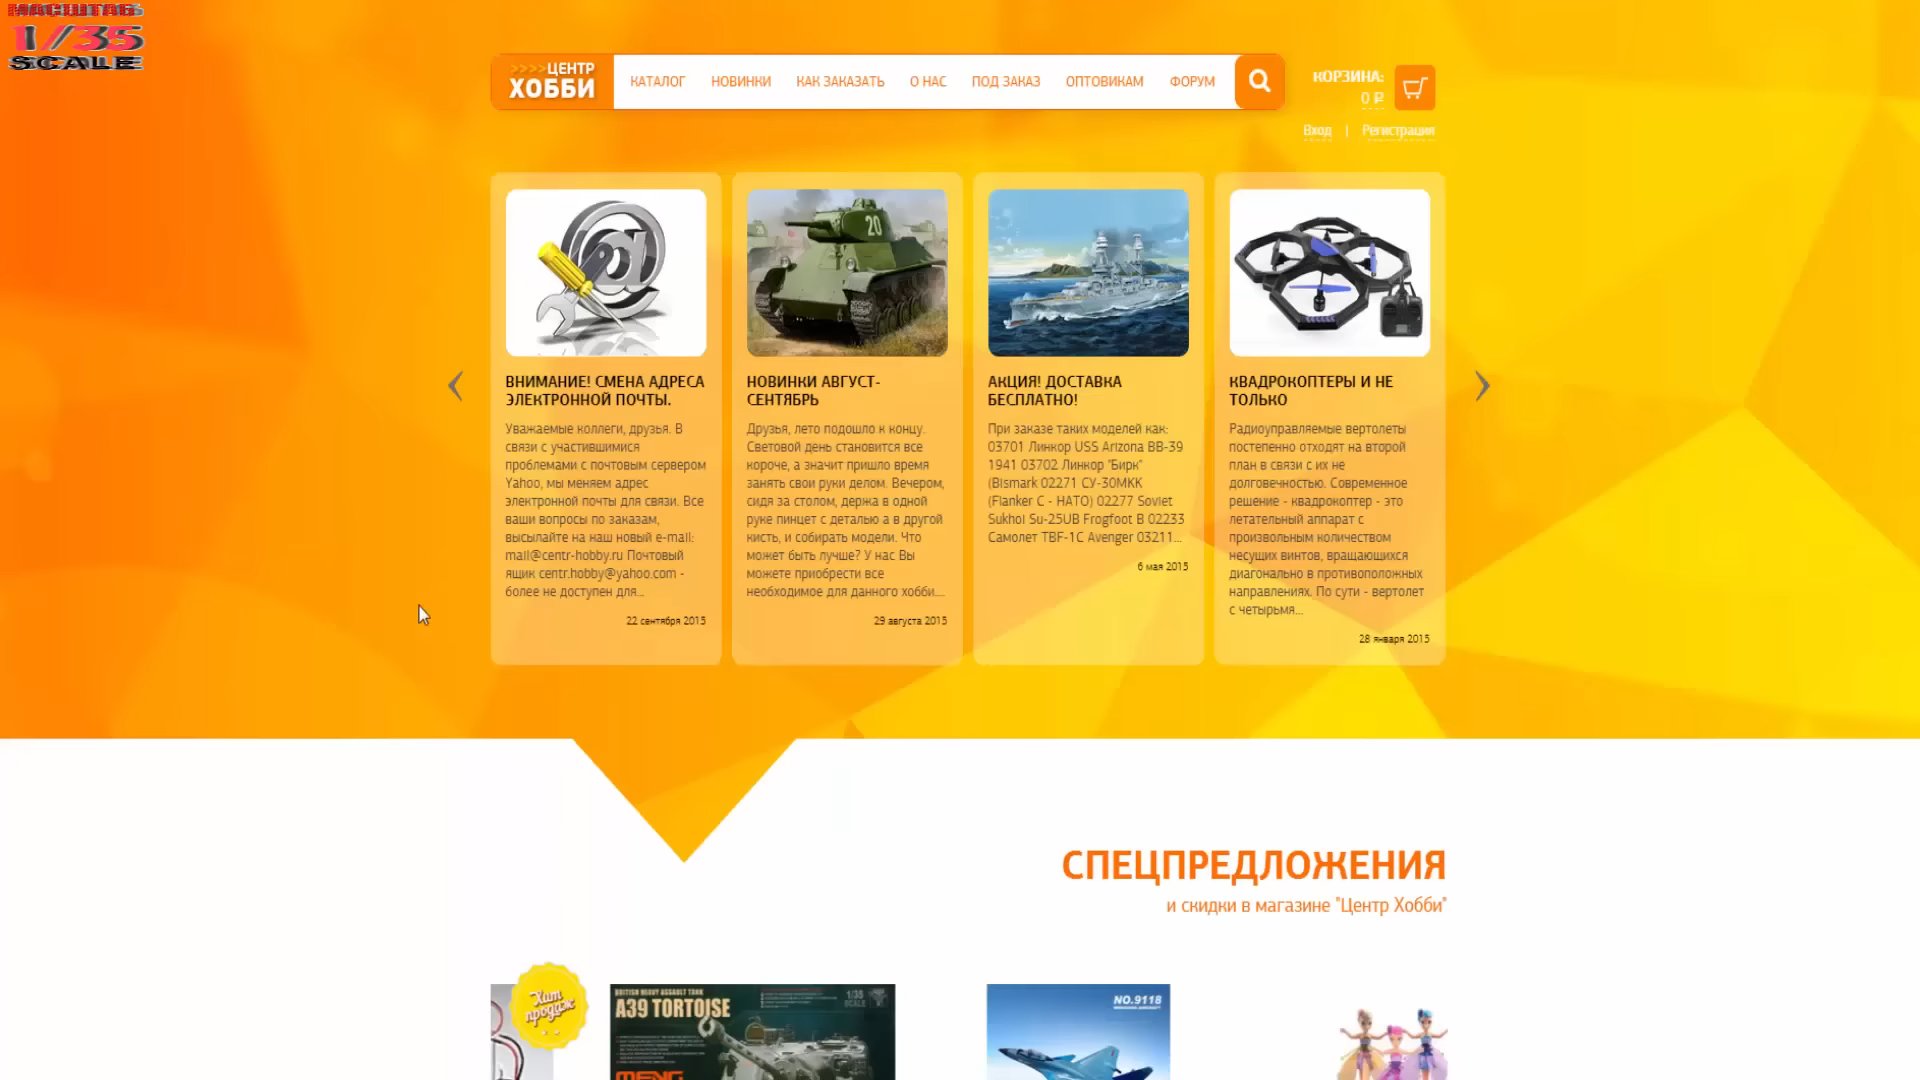 МАСШТАБ
1/35
SCALE
>>>>ЦЕНТР
ХОББИ
КАТАЛОГ
НОВИНКИ
КАК ЗАКАЗАТЬ
О НАС
ПОД ЗАКАЗ
ОПТОВИКАМ
ФОРУМ
КОРЗИНА:
0 ₽
Вход | Регистрация
20
ВНИМАНИЕ! СМЕНА АДРЕСА
ЭЛЕКТРОННОЙ ПОЧТЫ.
Уважаемые коллеги, друзья. В
связи с участившимися
проблемами с почтовым сервером
Yahoo, мы меняем адрес
электронной почты для связи. Все
ваши вопросы по заказам,
высылайте на наш новый e-mail:
mail@centr-hobby.ru Почтовый
ящик centr.hobby@yahoo.com -
более не доступен для...
22 сентября 2015
НОВИНКИ АВГУСТ-
СЕНТЯБРЬ
Друзья, лето подошло к концу.
Световой день становится все
короче, а значит пришло время
занять свои руки делом. Вечером,
сидя за столом, держа в одной
руке пинцет с деталью а в другой
кисть, и собирать модели. Что
может быть лучше? У нас Вы
можете приобрести все
необходимое для данного хобби....
29 августа 2015
АКЦИЯ! ДОСТАВКА
БЕСПЛАТНО!
При заказе таких моделей как:
03701 Линкор USS Arizona BB-39
1941 03702 Линкор "Бирк"
(Bismark 02271 СУ-30МКК
(Flanker C - НАТО) 02277 Soviet
Sukhoi Su-25UB Frogfoot B 02233
Самолет TBF-1C Avenger 03211...
6 мая 2015
КВАДРОКОПТЕРЫ И НЕ
ТОЛЬКО
Радиоуправляемые вертолеты
постепенно отходят на второй
план в связи с их не
долговечностью. Современное
решение - квадрокоптер - это
летательный аппарат с
произвольным количеством
несущих винтов, вращающихся
диагонально в противоположных
направлениях. По сути - вертолет
с четырьмя...
28 января 2015
СПЕЦПРЕДЛОЖЕНИЯ
и скидки в магазине "Центр Хобби"
Хит
продаж
BRITISH HEAVY ASSAULT TANK
A39 TORTOISE
1/35
SCALE
MENG
NO.9118